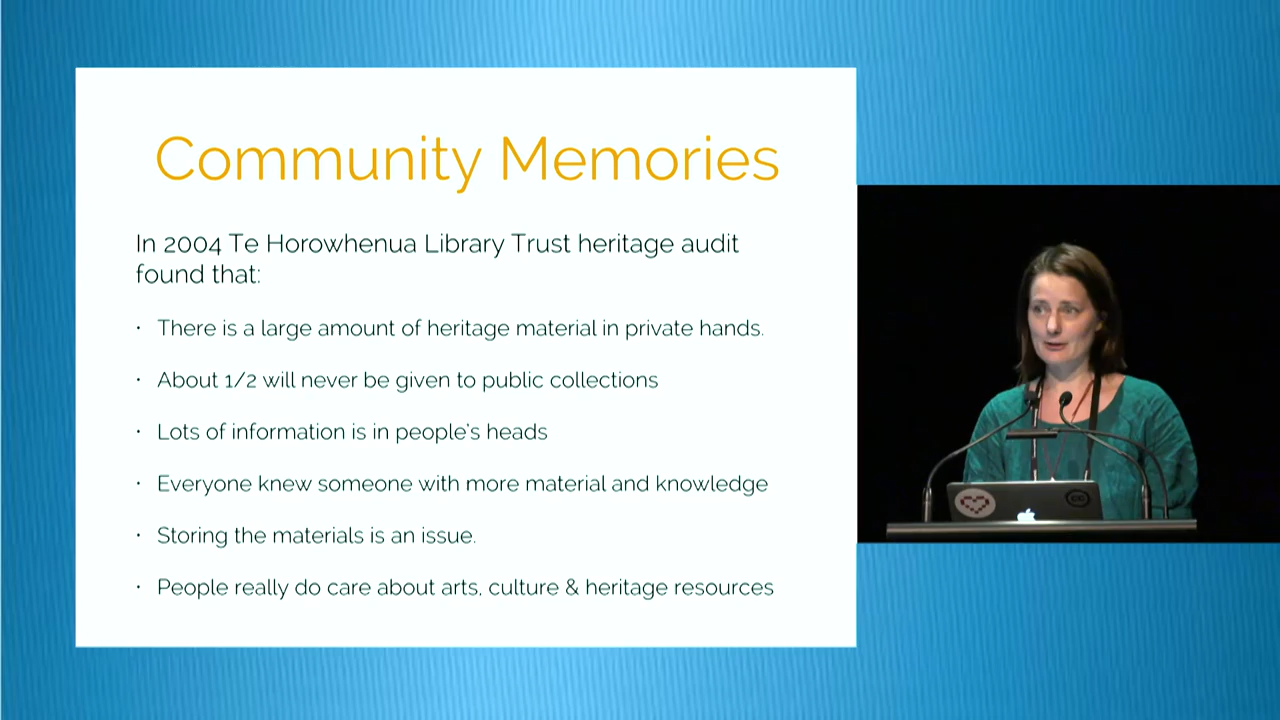 Community Memories
In 2004 Te Horowhenua Library Trust heritage audit
found that:
· There is a large amount of heritage material in private hands.
· About 1/2 will never be given to public collections
· Lots of information is in people's heads
· Everyone knew someone with more material and knowledge
· Storing the materials is an issue.
· People really do care about arts, culture & heritage resources
cc